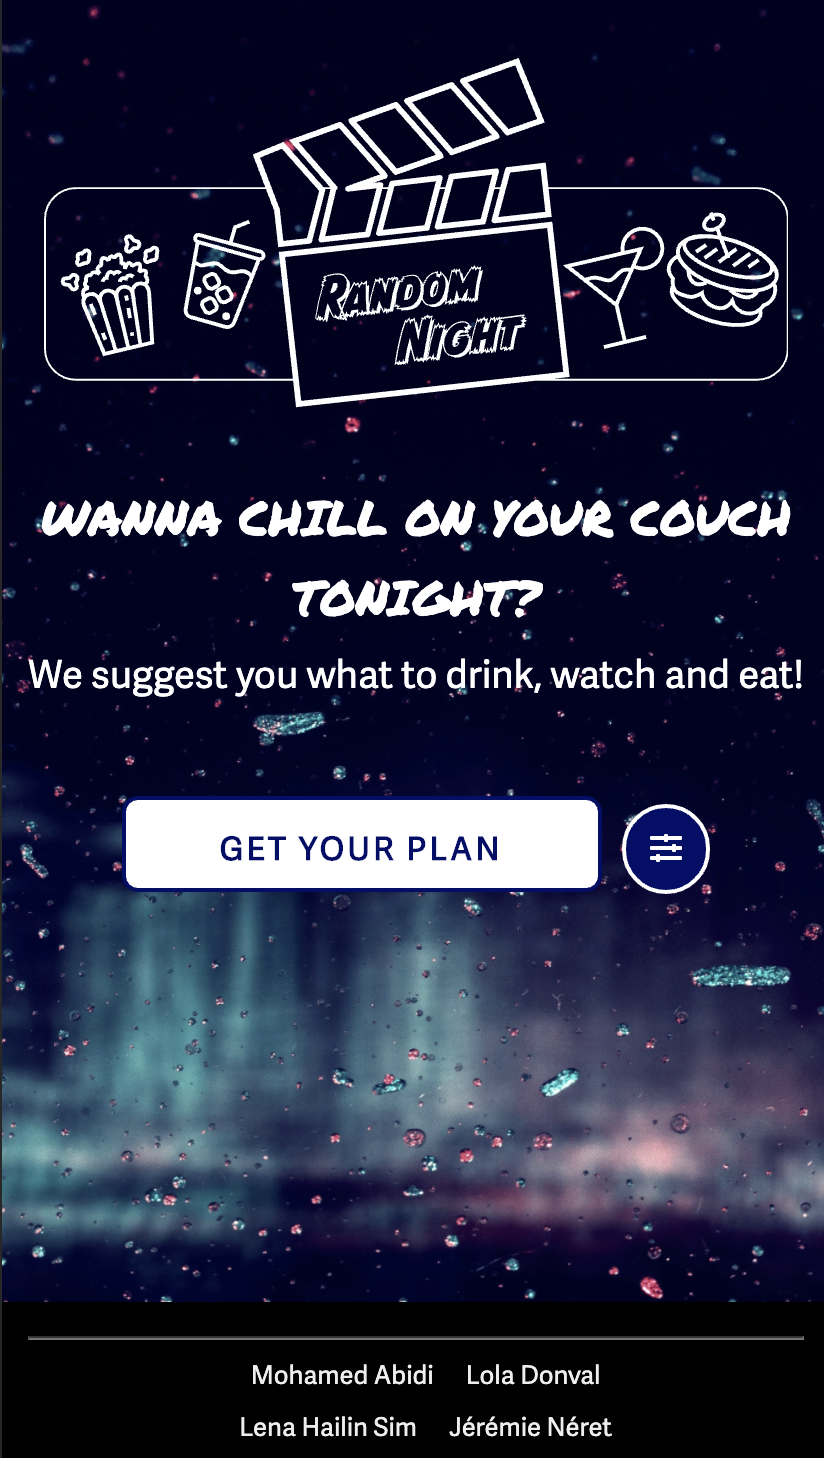 Random
Night
WANNA CHILL ON YOUR COUCH
TONIGHT?
We suggest you what to drink, watch and eat!
GET YOUR PLAN
Mohamed Abidi Lola Donval
Lena Hailin Sim Jérémie Néret